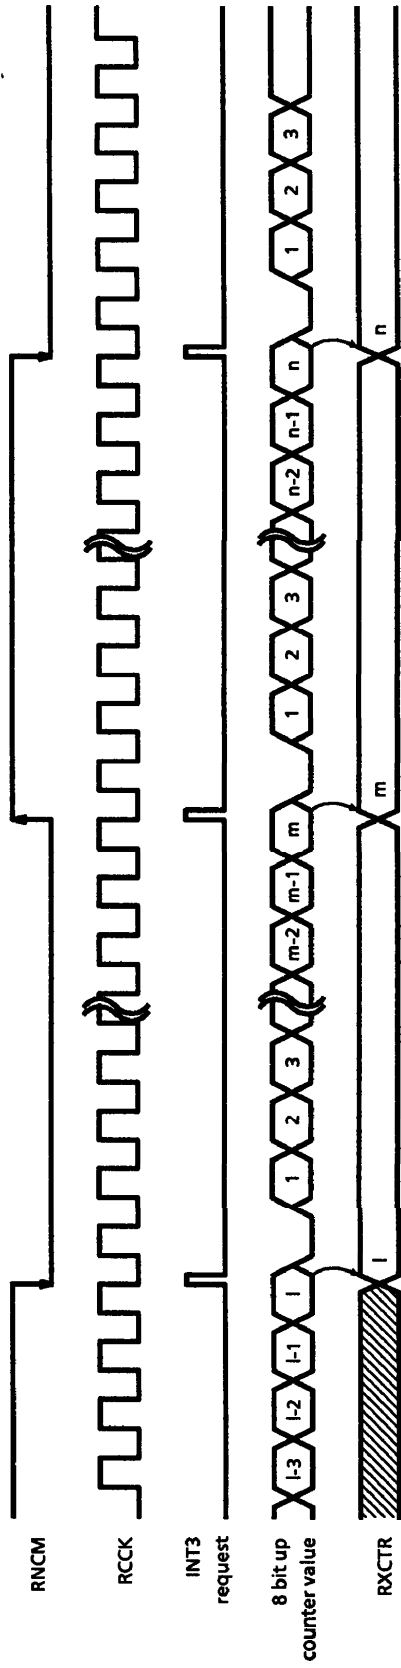 RNCM
RCCK
INT3
request
8 bit up
counter value
l-3 l-2 l-1 l 1 2 3 m-2 m-1 m 1 2 3 n-2 n-1 n 1 2 3
RXCTR
l m n